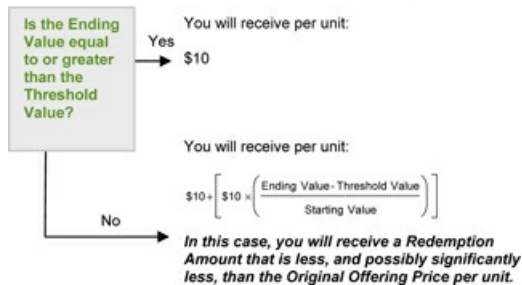 Is the Ending
Value equal
to or greater
than the
Threshold
Value?
Yes
You will receive per unit:
$10
You will receive per unit:
$10+[$10 ×(Ending Value-Threshold Value
Starting Value)]
No
In this case, you will receive a Redemption
Amount that is less, and possibly significantly
less, than the Original Offering Price per unit.